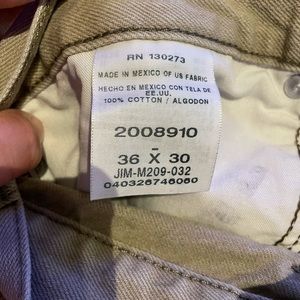 RN 130273
MADE IN MEXICO OF US FABRIC
HECHO EN MEXICO CON TELA DE
EE.UU.
100% COTTON / ALGODON
2008910
-
36 X 30
JIM-M209-032
040326746060